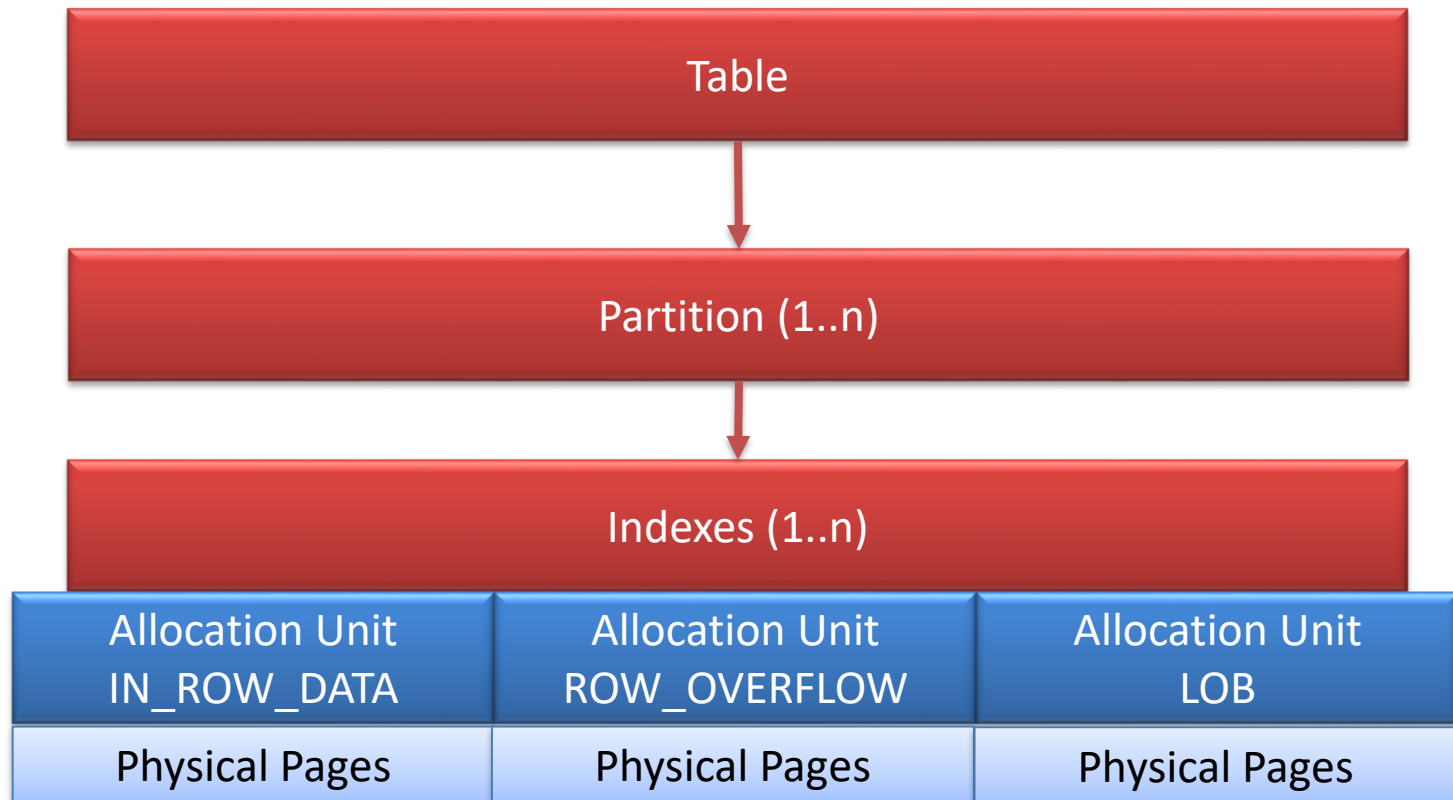 Table
Partition (1..n)
Indexes (1..n)
Allocation Unit
IN_ROW_DATA
Allocation Unit
ROW_OVERFLOW
Allocation Unit
LOB
Physical Pages
Physical Pages
Physical Pages